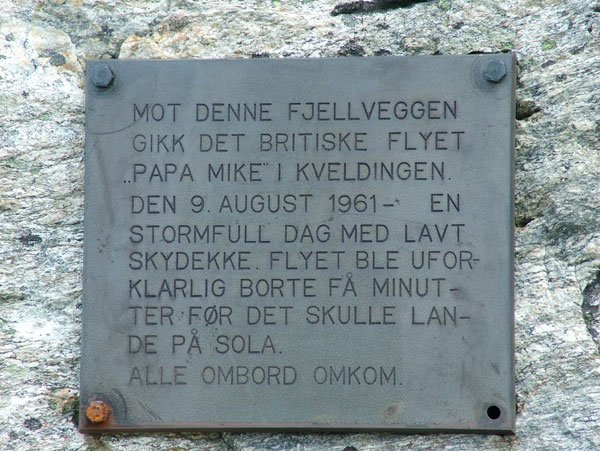 MOT DENNE FJELLVEGGEN
GIKK DET BRITISKE FLYET
„PAPA MIKE" I KVELDINGEN.
DEN 9. AUGUST 1961- EN
STORMFULL DAG MED LAVT
SKYDEKKE. FLYET BLE UFOR-
KLARLIG BORTE FÅ MINUT-
TER FØR DET SKULLE LAN-
DE PÅ SOLA.
ALLE OMBORD OMKOM.